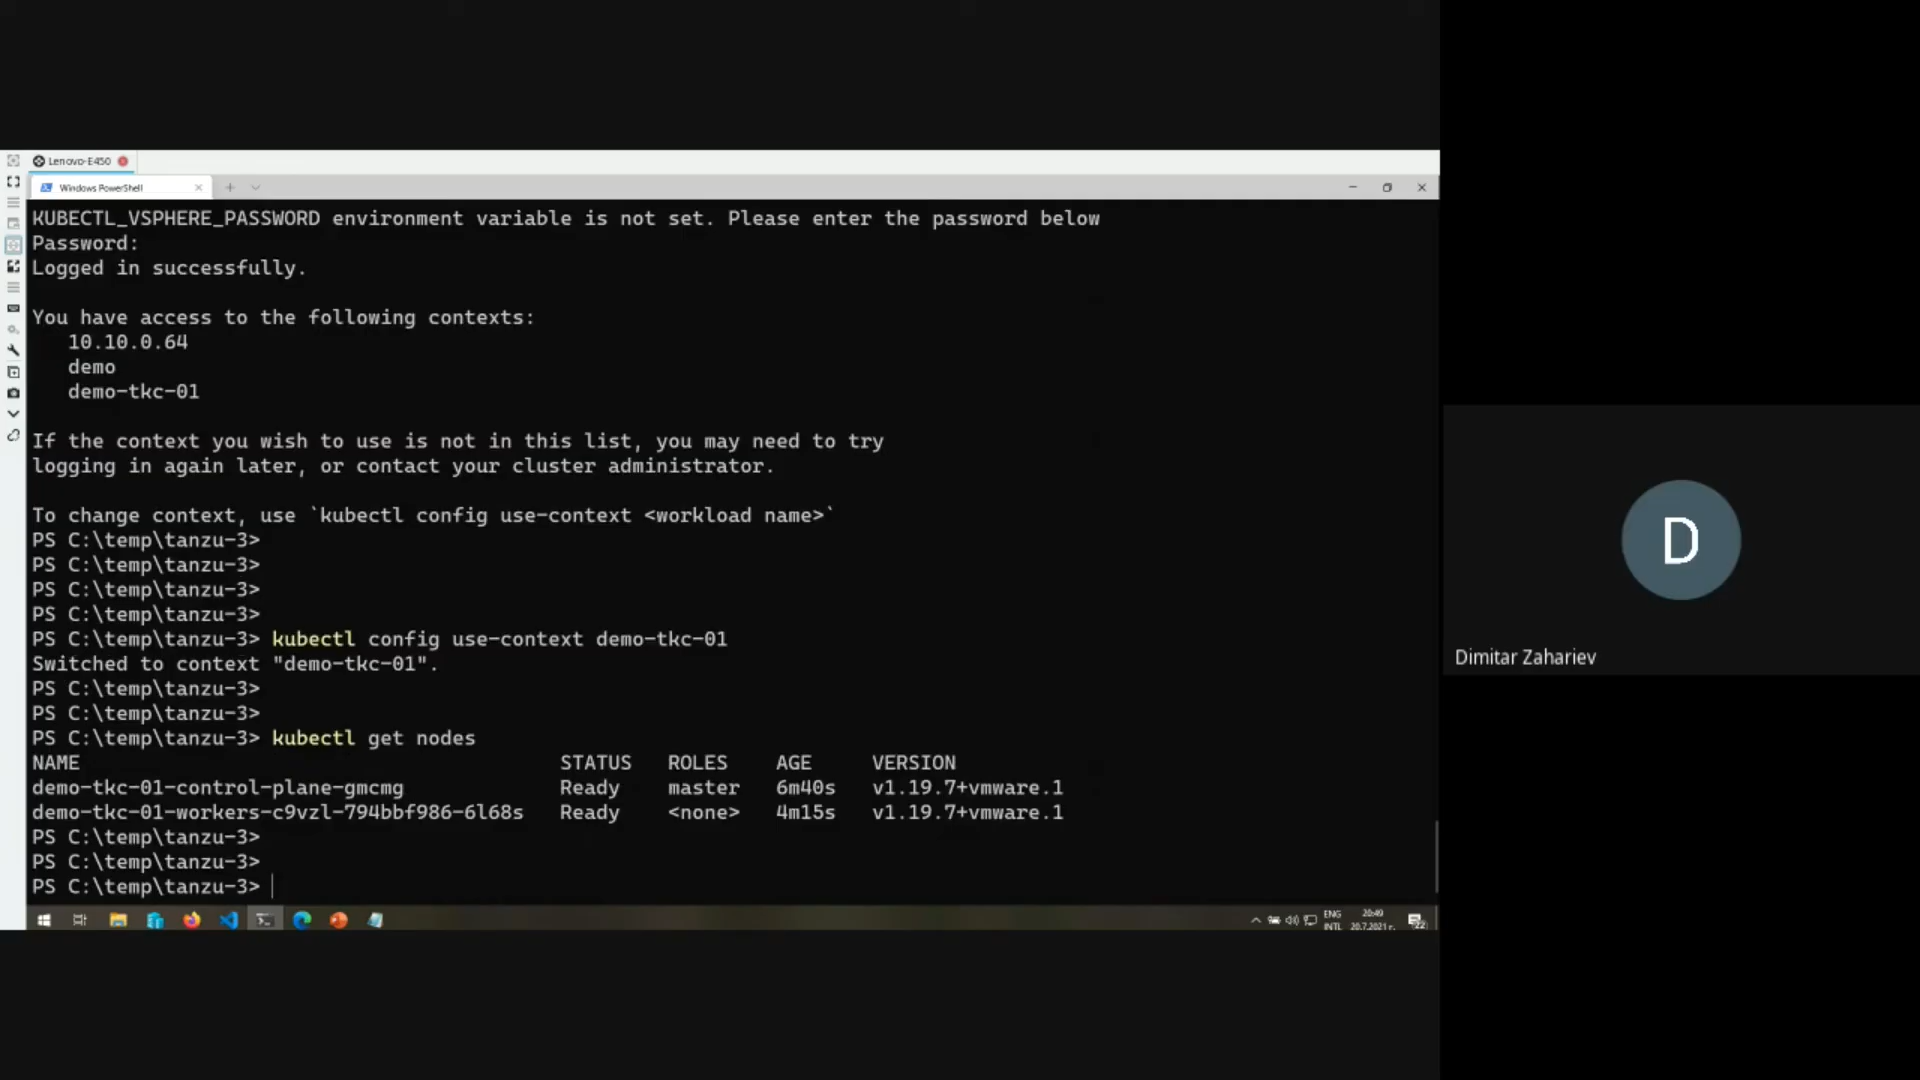 Lenovo-E450
Windows PowerShell
KUBECTL_VSPHERE_PASSWORD environment variable is not set. Please enter the password below
Password:
Logged in successfully.
You have access to the following contexts:
10.10.0.64
demo
demo-tkc-01
If the context you wish to use is not in this list, you may need to try
logging in again later, or contact your cluster administrator.
To change context, use `kubectl config use-context <workload name>`
PS C:\temp\tanzu-3>
PS C:\temp\tanzu-3>
PS C:\temp\tanzu-3>
PS C:\temp\tanzu-3>
PS C:\temp\tanzu-3> kubectl config use-context demo-tkc-01
Switched to context "demo-tkc-01".
PS C:\temp\tanzu-3>
PS C:\temp\tanzu-3>
PS C:\temp\tanzu-3> kubectl get nodes
NAME STATUS ROLES AGE VERSION
demo-tkc-01-control-plane-gmcmg Ready master 6m40s v1.19.7+vmware.1
demo-tkc-01-workers-c9vzl-794bbf986-6l68s Ready <none> 4m15s v1.19.7+vmware.1
PS C:\temp\tanzu-3>
PS C:\temp\tanzu-3>
PS C:\temp\tanzu-3>
ENG 20:49
INTL 20.7.2021 г.
22
D
Dimitar Zahariev